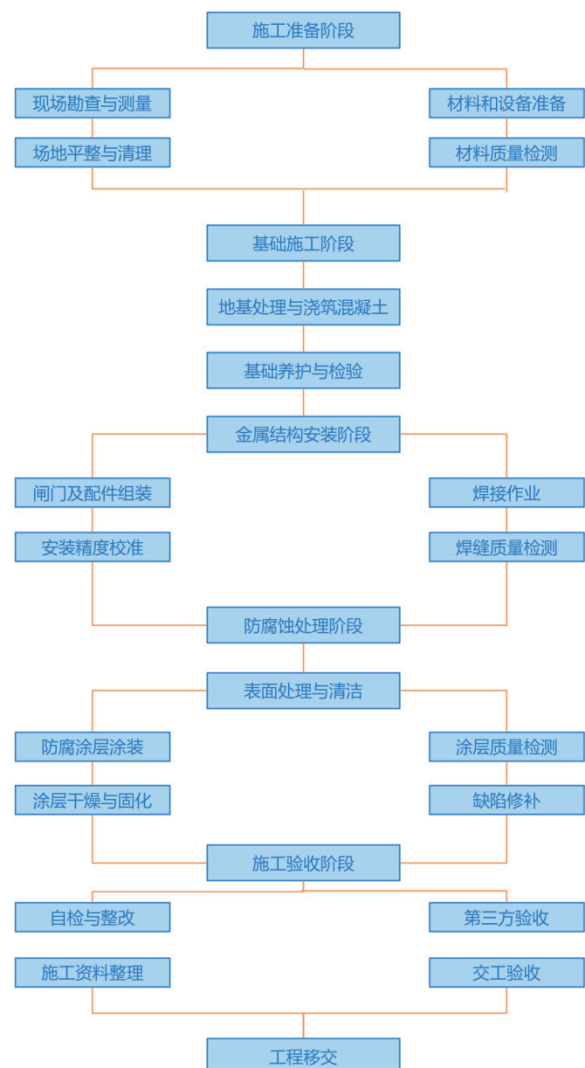 施工准备阶段
现场勘查与测量
材料和设备准备
场地平整与清理
材料质量检测
基础施工阶段
地基处理与浇筑混凝土
基础养护与检验
金属结构安装阶段
闸门及配件组装
焊接作业
安装精度校准
焊缝质量检测
防腐蚀处理阶段
表面处理与清洁
防腐涂层涂装
涂层质量检测
涂层干燥与固化
缺陷修补
施工验收阶段
自检与整改
第三方验收
施工资料整理
交工验收
工程移交